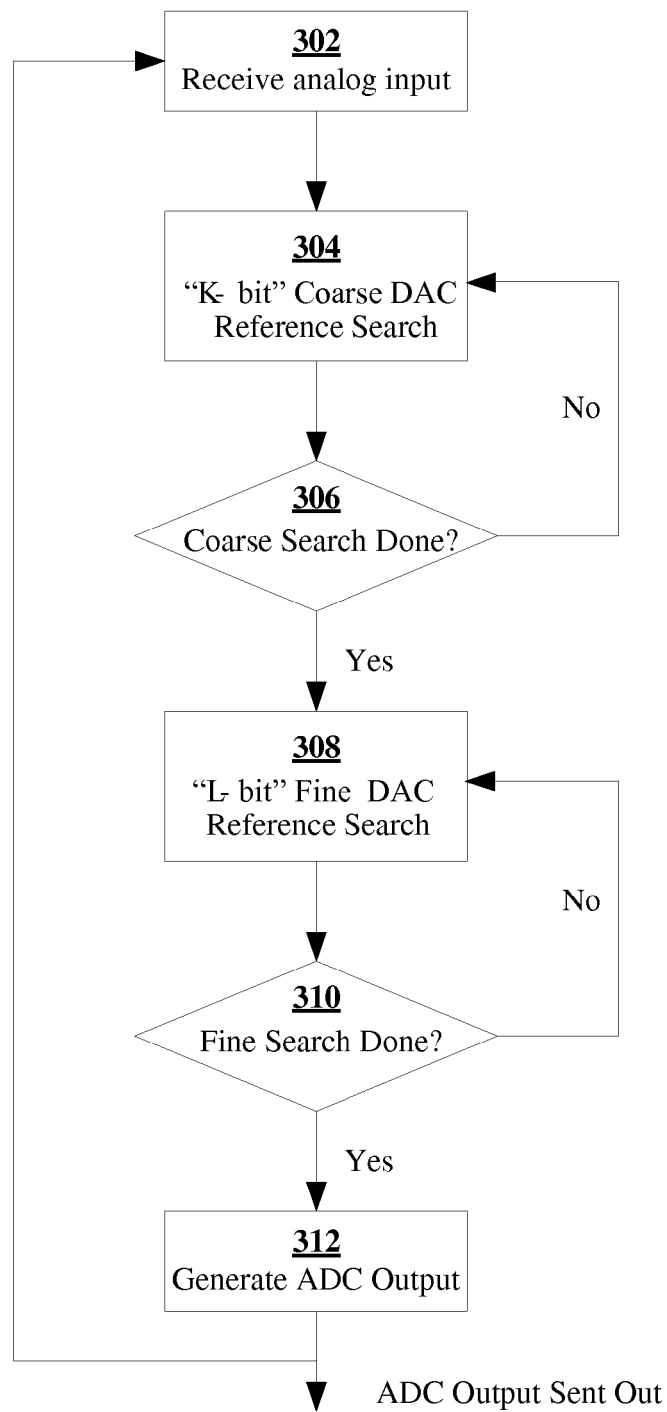 302
Receive analog input
304
“K- bit” Coarse DAC
Reference Search
No
306
Coarse Search Done?
Yes
308
“L- bit” Fine DAC
Reference Search
No
310
Fine Search Done?
Yes
312
Generate ADC Output
ADC Output Sent Out